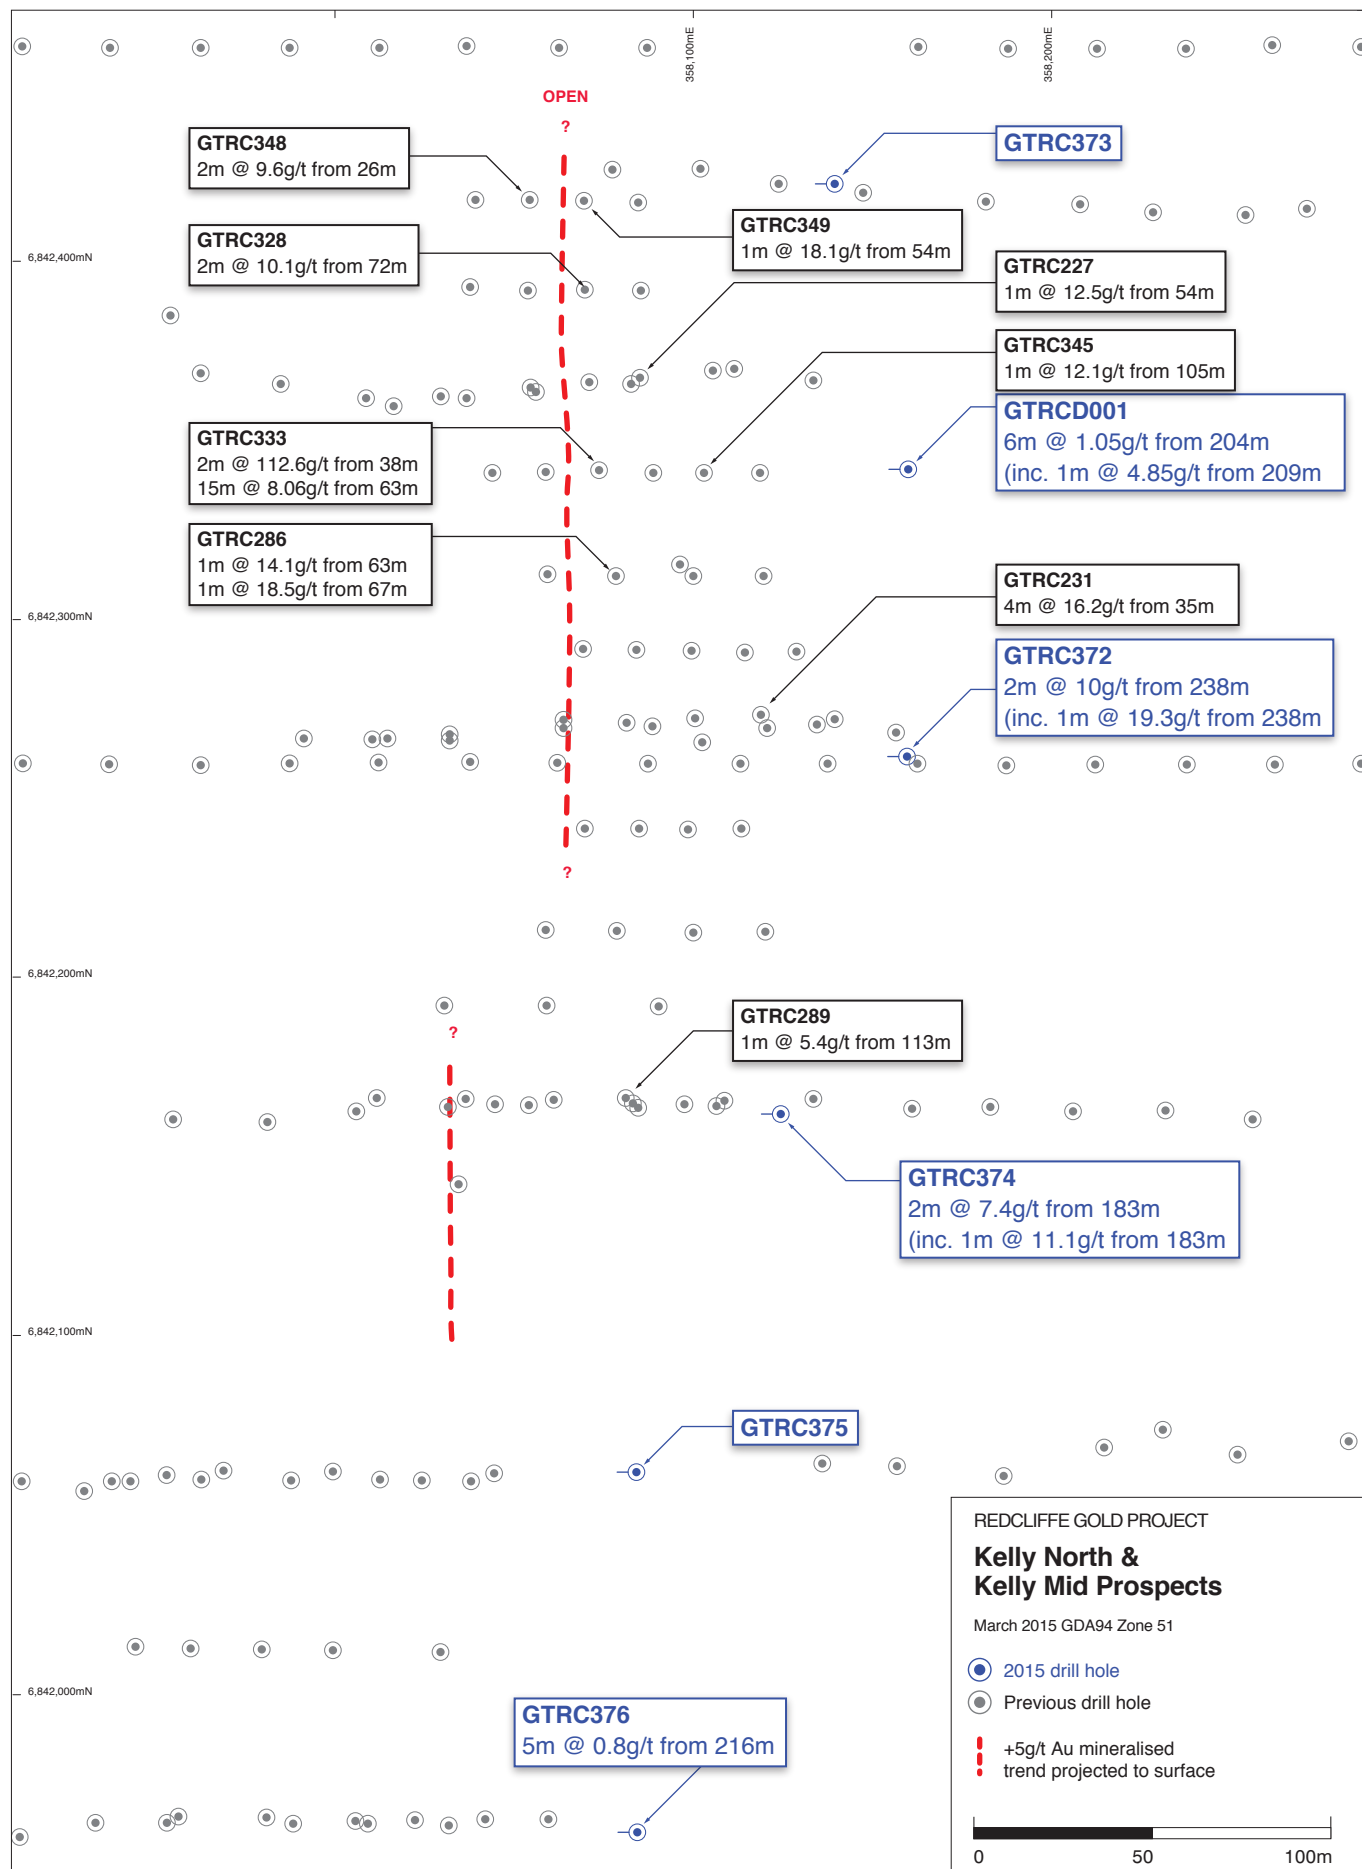 358,100mE
358,200mE
OPEN
?
GTRC348
2m @ 9.6g/t from 26m
GTRC373
GTRC349
1m @ 18.1g/t from 54m
GTRC328
2m @ 10.1g/t from 72m
6,842,400mN
GTRC227
1m @ 12.5g/t from 54m
GTRC345
1m @ 12.1g/t from 105m
GTRCD001
6m @ 1.05g/t from 204m
(inc. 1m @ 4.85g/t from 209m
GTRC333
2m @ 112.6g/t from 38m
15m @ 8.06g/t from 63m
GTRC286
1m @ 14.1g/t from 63m
1m @ 18.5g/t from 67m
GTRC231
4m @ 16.2g/t from 35m
6,842,300mN
GTRC372
2m @ 10g/t from 238m
(inc. 1m @ 19.3g/t from 238m
?
6,842,200mN
GTRC289
1m @ 5.4g/t from 113m
?
GTRC374
2m @ 7.4g/t from 183m
(inc. 1m @ 11.1g/t from 183m
6,842,100mN
GTRC375
REDCLIFFE GOLD PROJECT
Kelly North &
Kelly Mid Prospects
March 2015 GDA94 Zone 51
2015 drill hole
Previous drill hole
+5g/t Au mineralised
trend projected to surface
0 50 100m
6,842,000mN
GTRC376
5m @ 0.8g/t from 216m